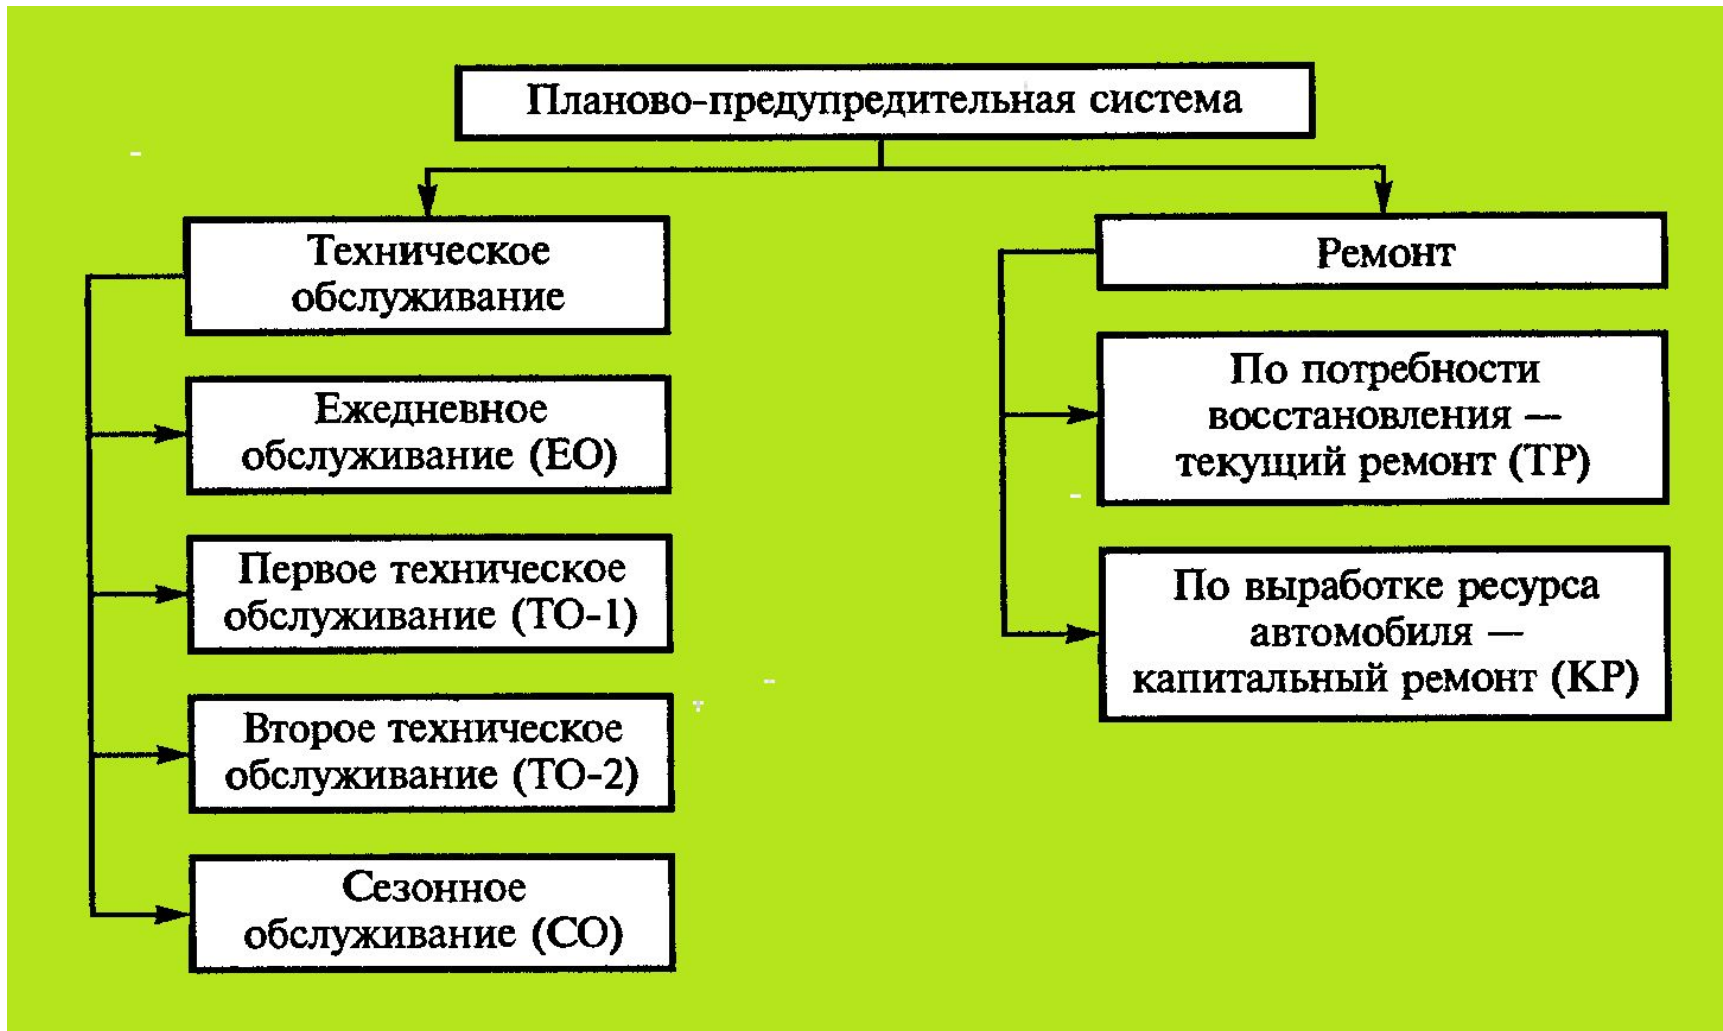 Планово-предупредительная система
Техническое
обслуживание
Ежедневное
обслуживание (ЕО)
Первое техническое
обслуживание (ТО-1)
Второе техническое
обслуживание (ТО-2)
Сезонное
обслуживание (СО)
Ремонт
По потребности
восстановления —
текущий ремонт (ТР)
По выработке ресурса
автомобиля —
капитальный ремонт (КР)